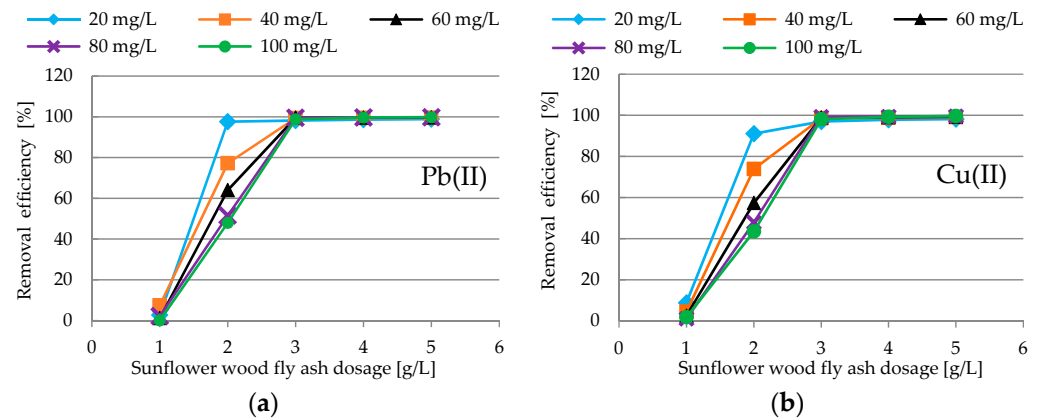 20 mg/L 40 mg/L 60 mg/L
80 mg/L 100 mg/L
120
100
80
60
40
20
0
Removal efficiency [%]
Pb(II)
0 1 2 3 4 5 6
Sunflower wood fly ash dosage [g/L]
(a)
20 mg/L 40 mg/L 60 mg/L
80 mg/L 100 mg/L
120
100
80
60
40
20
0
Removal efficiency [%]
Cu(II)
0 1 2 3 4 5 6
Sunflower wood fly ash dosage [g/L]
(b)